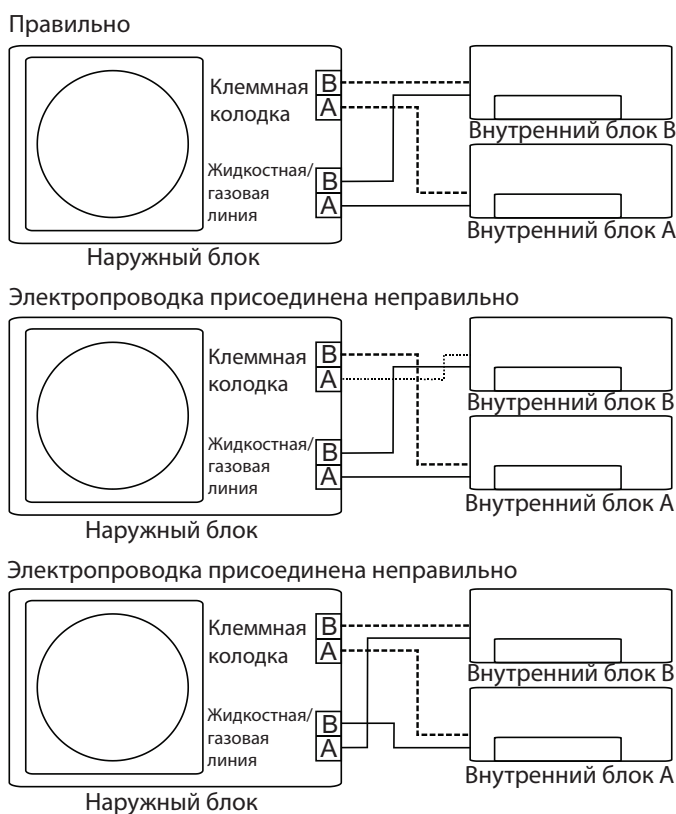 Правильно
Клеммная
колодка
B
A
Внутренний блок B
Жидкостная/
газовая
линия
B
A
Внутренний блок A
Наружный блок
Электропроводка присоединена неправильно
Клеммная
колодка
B
A
Внутренний блок B
Жидкостная/
газовая
линия
B
A
Внутренний блок A
Наружный блок
Электропроводка присоединена неправильно
Клеммная
колодка
B
A
Внутренний блок B
Жидкостная/
газовая
линия
B
A
Внутренний блок A
Наружный блок